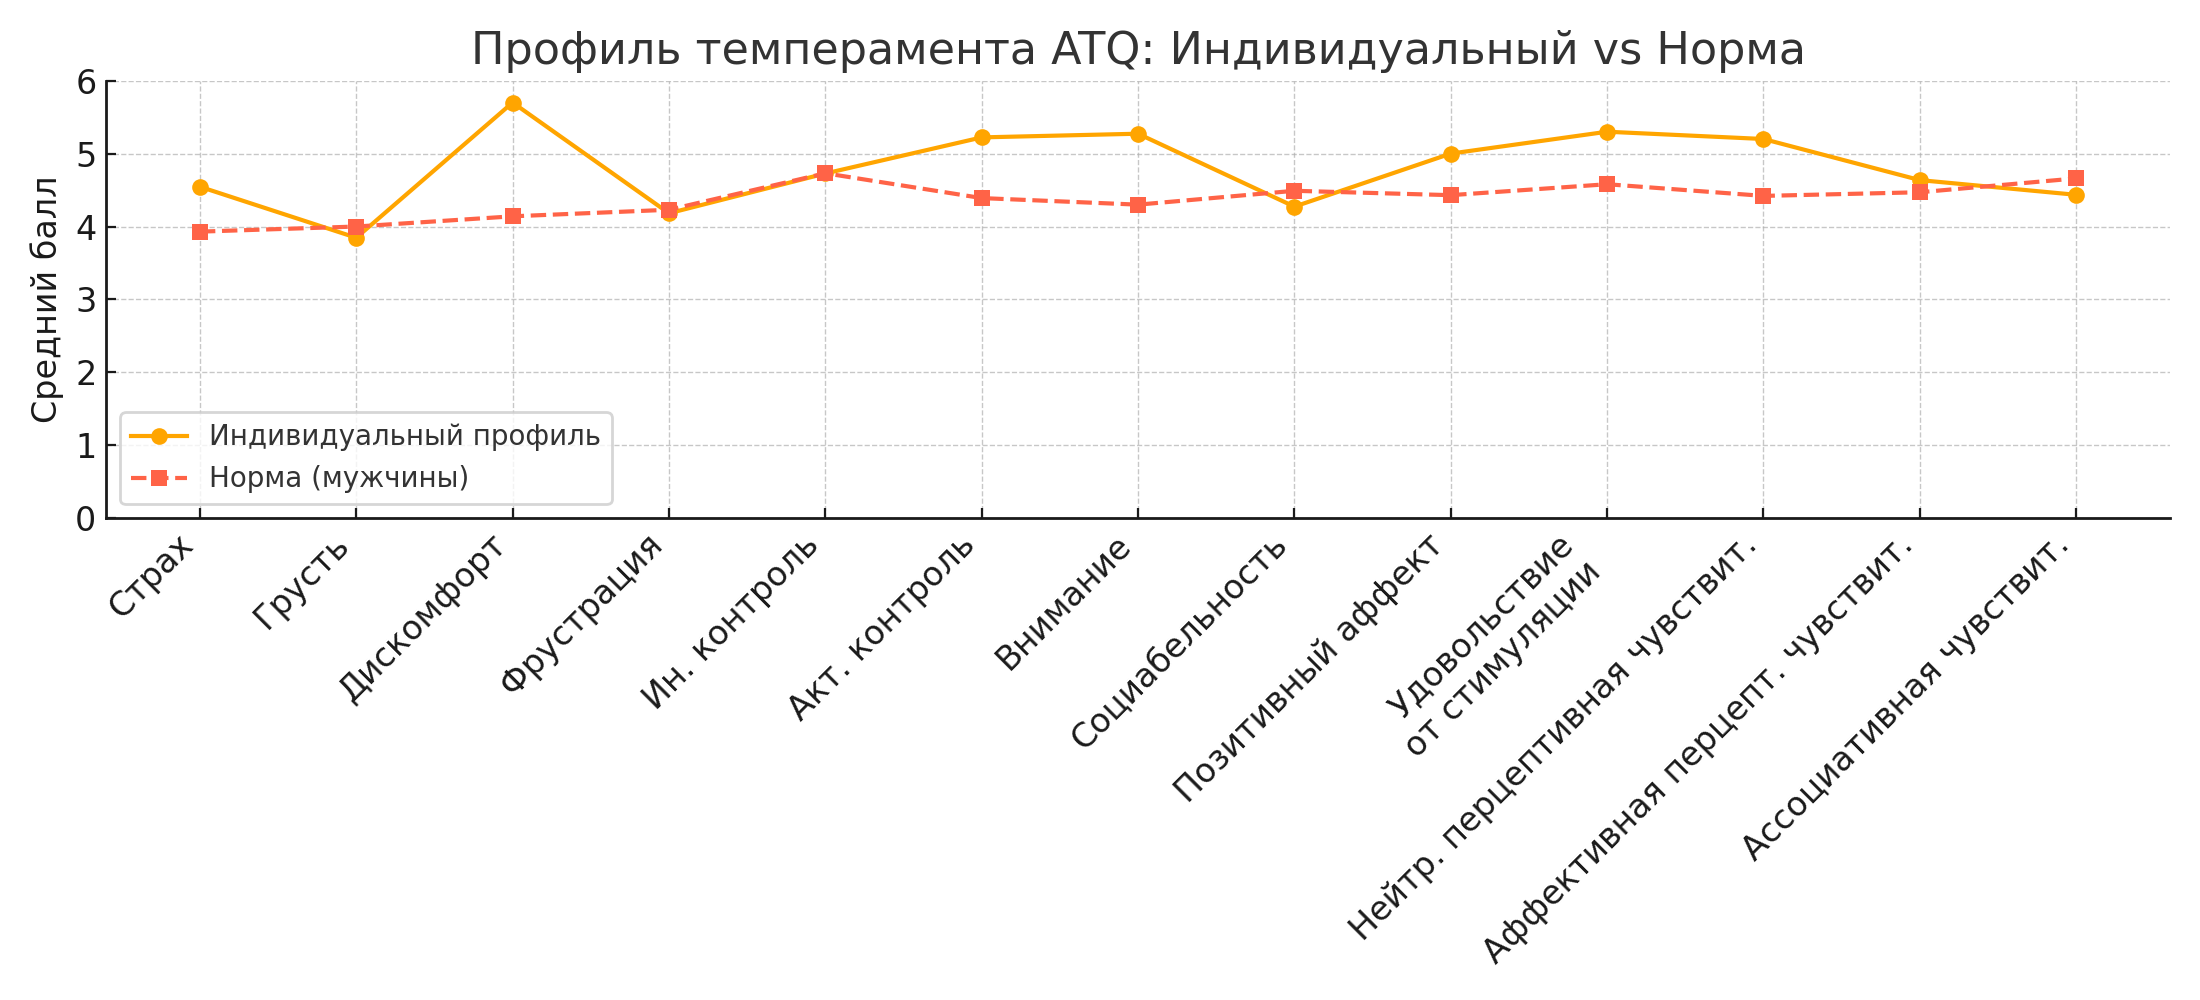 Профиль темперамента ATQ: Индивидуальный vs Норма
Средний балл
6
5
4
3
2
1
0
Индивидуальный профиль
Норма (мужчины)
Страх
Грусть
Дискомфорт
Фрустрация
Ин. контроль
Акт. контроль
Внимание
Социабельность
Позитивный аффект
Удовольствие
от стимуляции
Нейтр. перцептивная чувствит.
Аффективная перцепт. чувствит.
Ассоциативная чувствит.